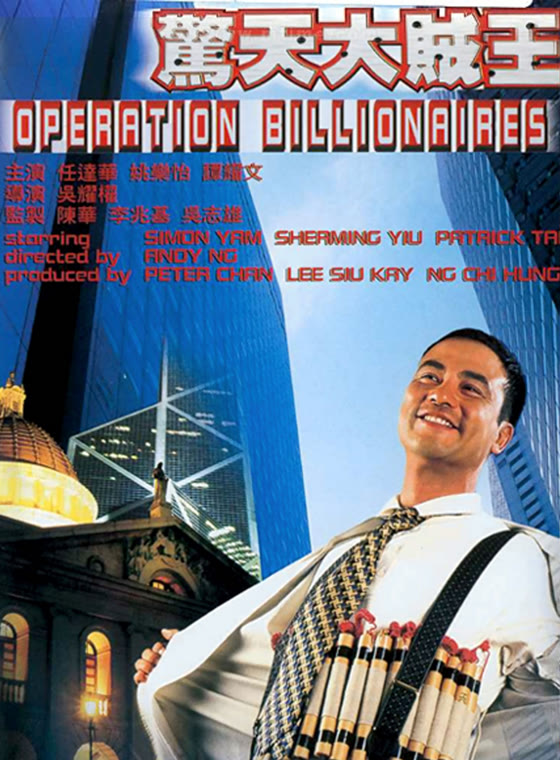 驚天大賊王
OPERATION BILLIONAIRES
主演 任達華 姚樂怡 譚耀文
導演 吳耀權
監製 陳華 李兆基 吳志雄
starring SIMON YAM SHERMING YIU PATRICK TA
directed by ANDY NG
produced by PETER CHAN LEE SIU KAY NG CHI HUNG